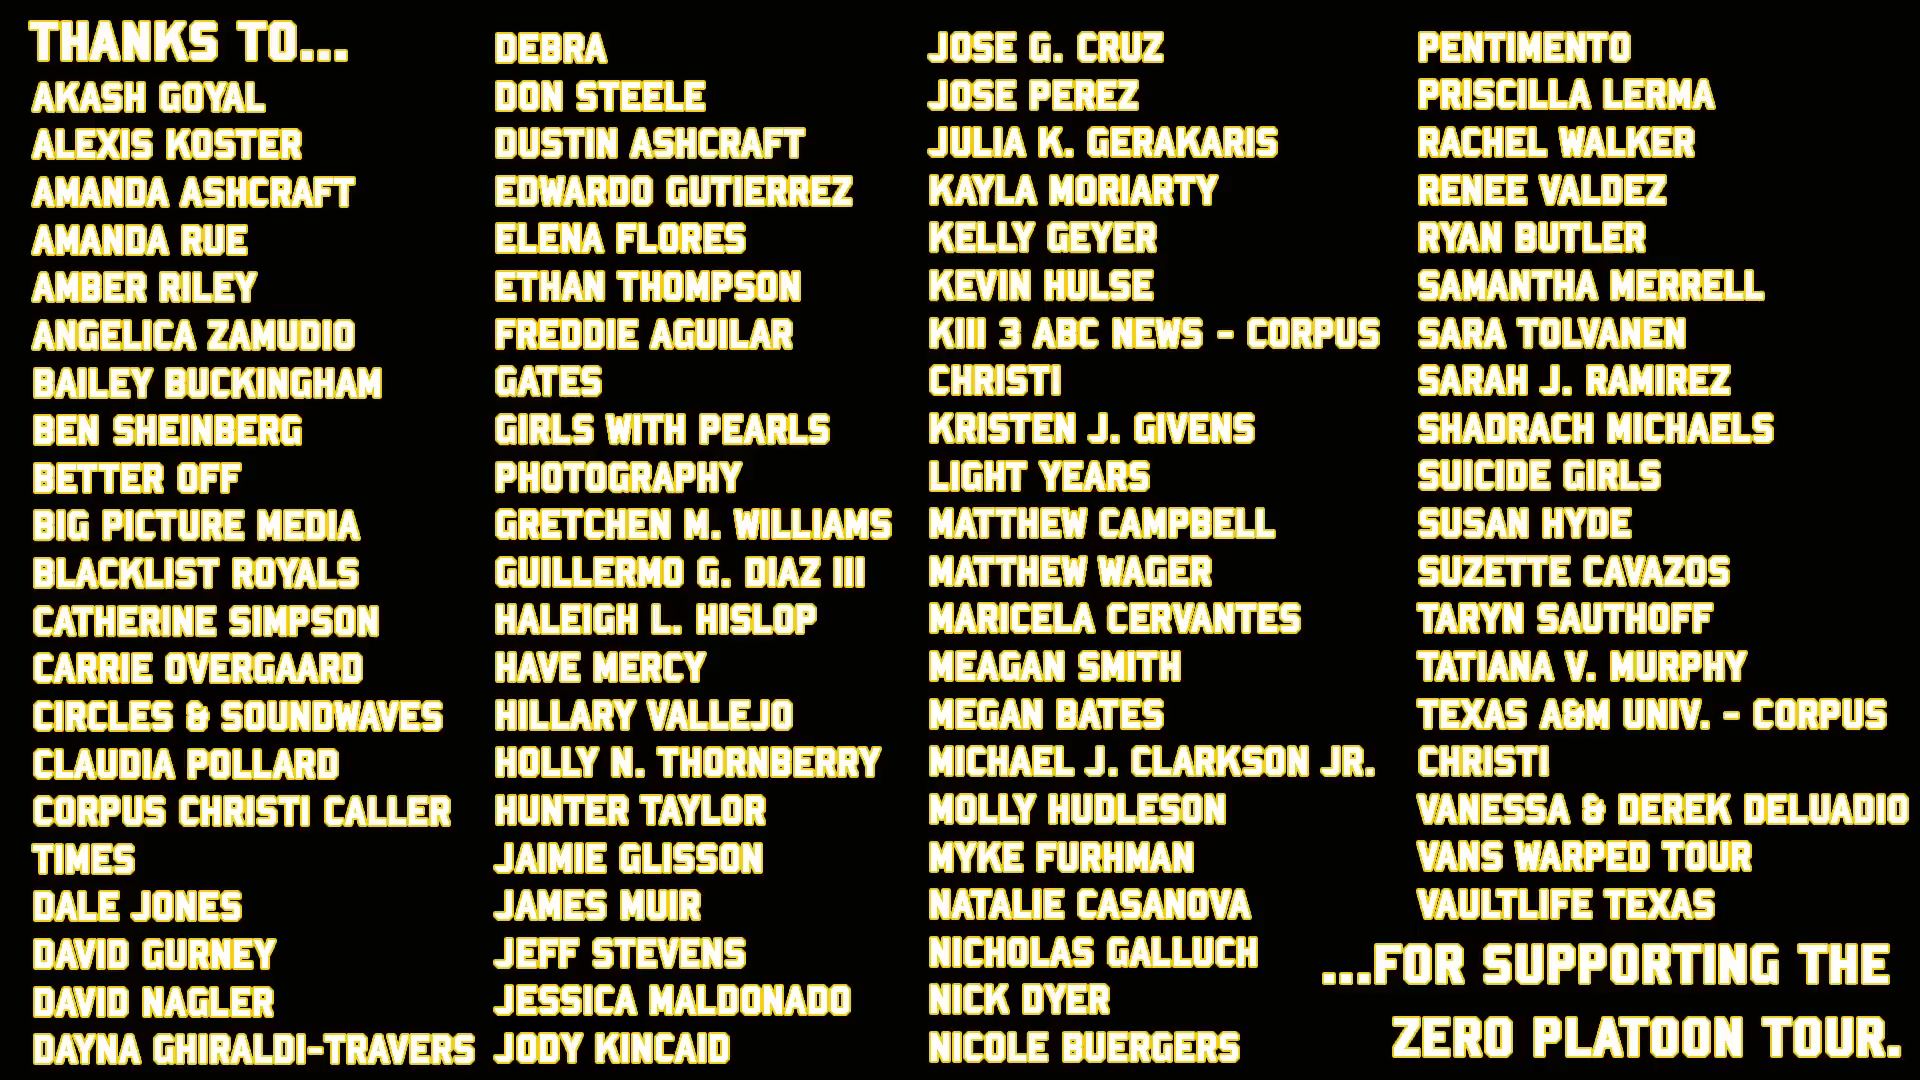 THANKS TO...
AKASH GOYAL
ALEXIS KOSTER
AMANDA ASHCRAFT
AMANDA RUE
AMBER RILEY
ANGELICA ZAMUDIO
BAILEY BUCKINGHAM
BEN SHEINBERG
BETTER OFF
BIG PICTURE MEDIA
BLACKLIST ROYALS
CATHERINE SIMPSON
CARRIE OVERGAARD
CIRCLES & SOUNDWAVES
CLAUDIA POLLARD
CORPUS CHRISTI CALLER
TIMES
DALE JONES
DAVID GURNEY
DAVID NAGLER
DAYNA GHIRALDI-TRAVERS
DEBRA
DON STEELE
DUSTIN ASHCRAFT
EDWARDO GUTIERREZ
ELENA FLORES
ETHAN THOMPSON
FREDDIE AGUILAR
GATES
GIRLS WITH PEARLS
PHOTOGRAPHY
GRETCHEN M. WILLIAMS
GUILLERMO G. DIAZ III
HALEIGH L. HISLOP
HAVE MERCY
HILLARY VALLEJO
HOLLY N. THORNBERRY
HUNTER TAYLOR
JAIMIE GLISSON
JAMES MUIR
JEFF STEVENS
JESSICA MALDONADO
JODY KINCAID
JOSE G. CRUZ
JOSE PEREZ
JULIA K. GERAKARIS
KAYLA MORIARTY
KELLY GEYER
KEVIN HULSE
KIII 3 ABC NEWS - CORPUS
CHRISTI
KRISTEN J. GIVENS
LIGHT YEARS
MATTHEW CAMPBELL
MATTHEW WAGER
MARICELA CERVANTES
MEAGAN SMITH
MEGAN BATES
MICHAEL J. CLARKSON JR.
MOLLY HUDLESON
MYKE FURHMAN
NATALIE CASANOVA
NICHOLAS GALLUCH
NICK DYER
NICOLE BUERGERS
PENTIMENTO
PRISCILLA LERMA
RACHEL WALKER
RENEE VALDEZ
RYAN BUTLER
SAMANTHA MERRELL
SARA TOLVANEN
SARAH J. RAMIREZ
SHADRACH MICHAELS
SUICIDE GIRLS
SUSAN HYDE
SUZETTE CAVAZOS
TARYN SAUTHOFF
TATIANA V. MURPHY
TEXAS A&M UNIV. - CORPUS
CHRISTI
VANESSA & DEREK DELUADIO
VANS WARPED TOUR
VAULTLIFE TEXAS
...FOR SUPPORTING THE
ZERO PLATOON TOUR.